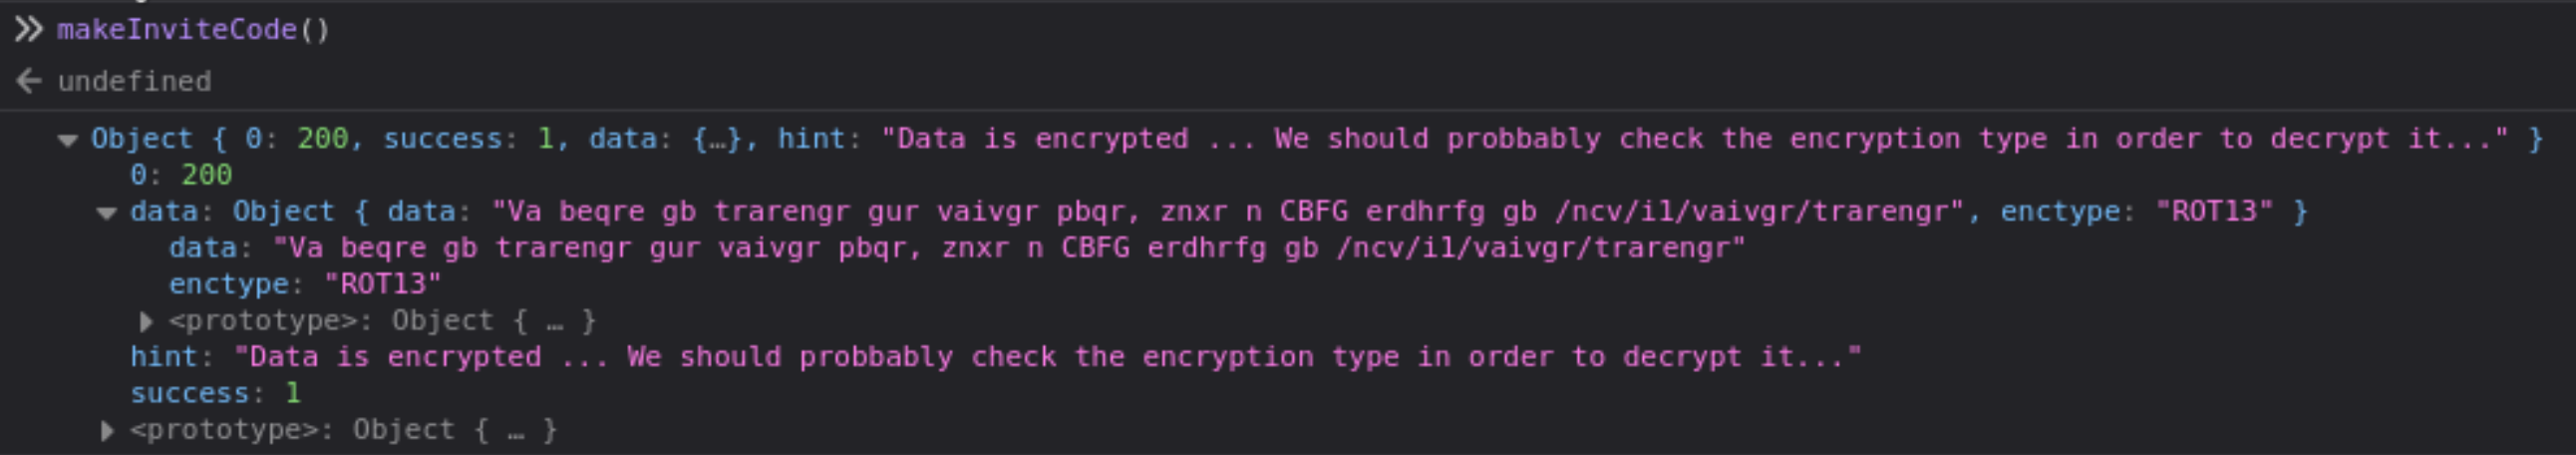 >> makeInviteCode()
← undefined
▼ Object { 0: 200, success: 1, data: {…}, hint: "Data is encrypted ... We should probbably check the encryption type in order to decrypt it..." }
0: 200
▼ data: Object { data: "Va beqre gb trarengr gur vaivgr pbqr, znxr n CBFG erdhrfg gb /ncv/i1/vaivgr/trarengr", enctype: "ROT13" }
data: "Va beqre gb trarengr gur vaivgr pbqr, znxr n CBFG erdhrfg gb /ncv/i1/vaivgr/trarengr"
enctype: "ROT13"
▶ <prototype>: Object { … }
hint: "Data is encrypted ... We should probbably check the encryption type in order to decrypt it..."
success: 1
▶ <prototype>: Object { … }